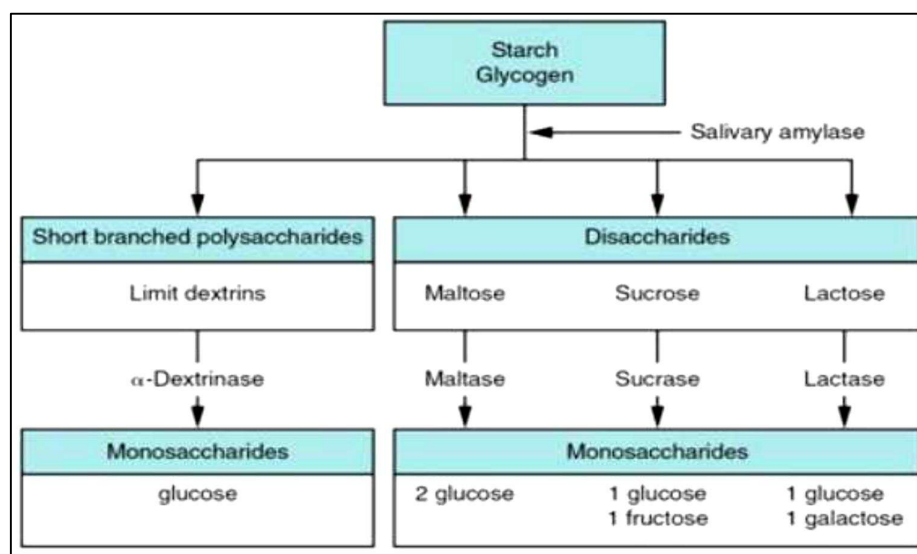 Starch
Glycogen
Salivary amylase
Short branched polysaccharides
Disaccharides
Limit dextrins
Maltose
Sucrose
Lactose
α-Dextrinase
Maltase
Sucrase
Lactase
Monosaccharides
Monosaccharides
glucose
2 glucose
1 glucose
1 fructose
1 glucose
1 galactose